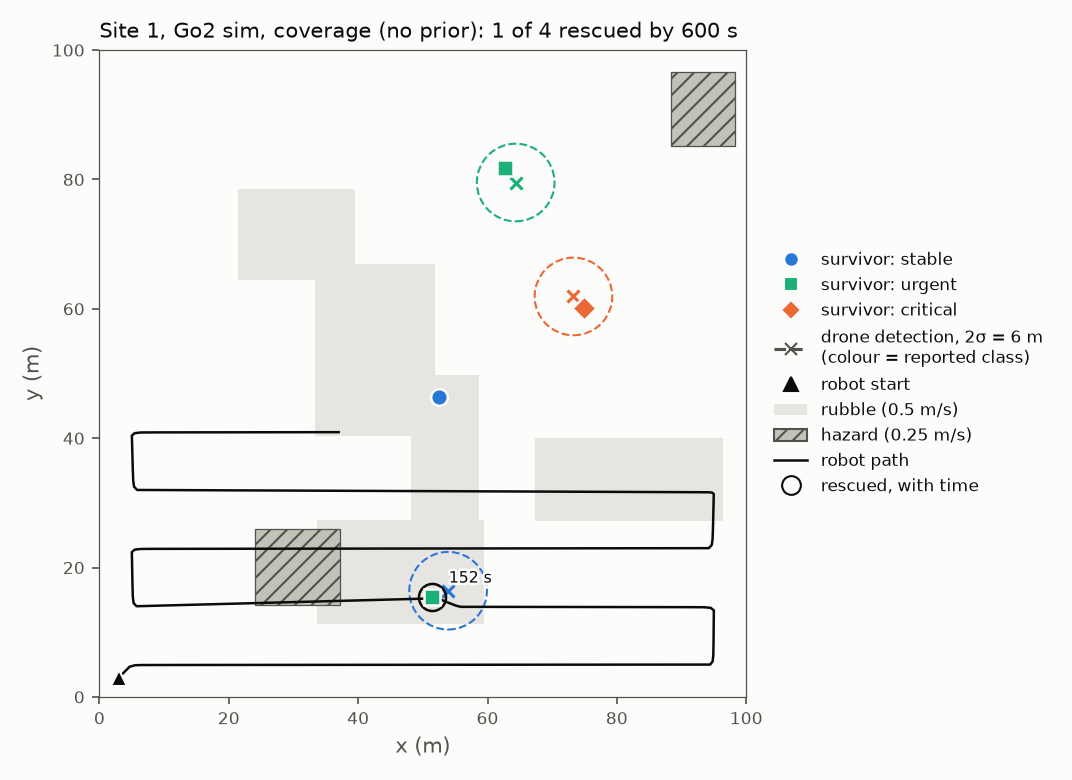 Site 1, Go2 sim, coverage (no prior): 1 of 4 rescued by 600 s
100
80
60
40
20
0
y (m)
152 s
0
20
40
60
80
100
x (m)
survivor: stable
survivor: urgent
survivor: critical
drone detection, 2σ = 6 m
(colour = reported class)
robot start
rubble (0.5 m/s)
hazard (0.25 m/s)
robot path
rescued, with time